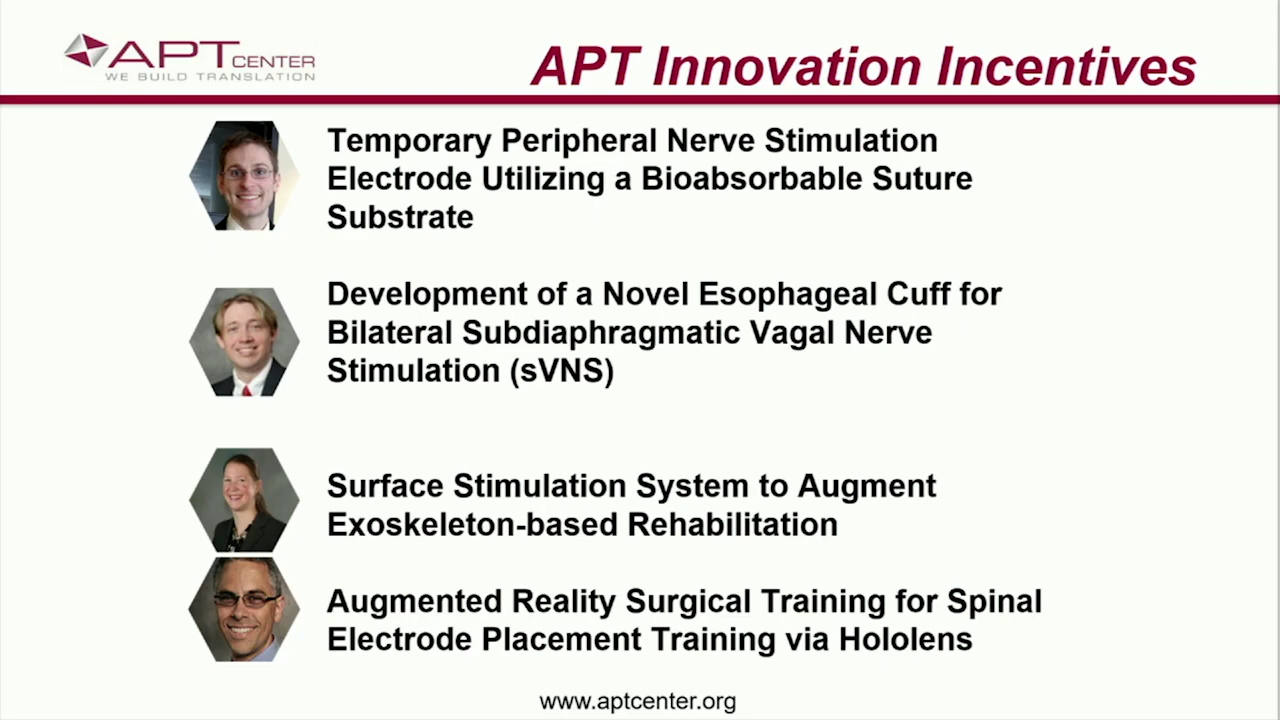 APT CENTER
WE BUILD TRANSLATION
APT Innovation Incentives
Temporary Peripheral Nerve Stimulation
Electrode Utilizing a Bioabsorbable Suture
Substrate
Development of a Novel Esophageal Cuff for
Bilateral Subdiaphragmatic Vagal Nerve
Stimulation (sVNS)
Surface Stimulation System to Augment
Exoskeleton-based Rehabilitation
Augmented Reality Surgical Training for Spinal
Electrode Placement Training via Hololens
www.aptcenter.org